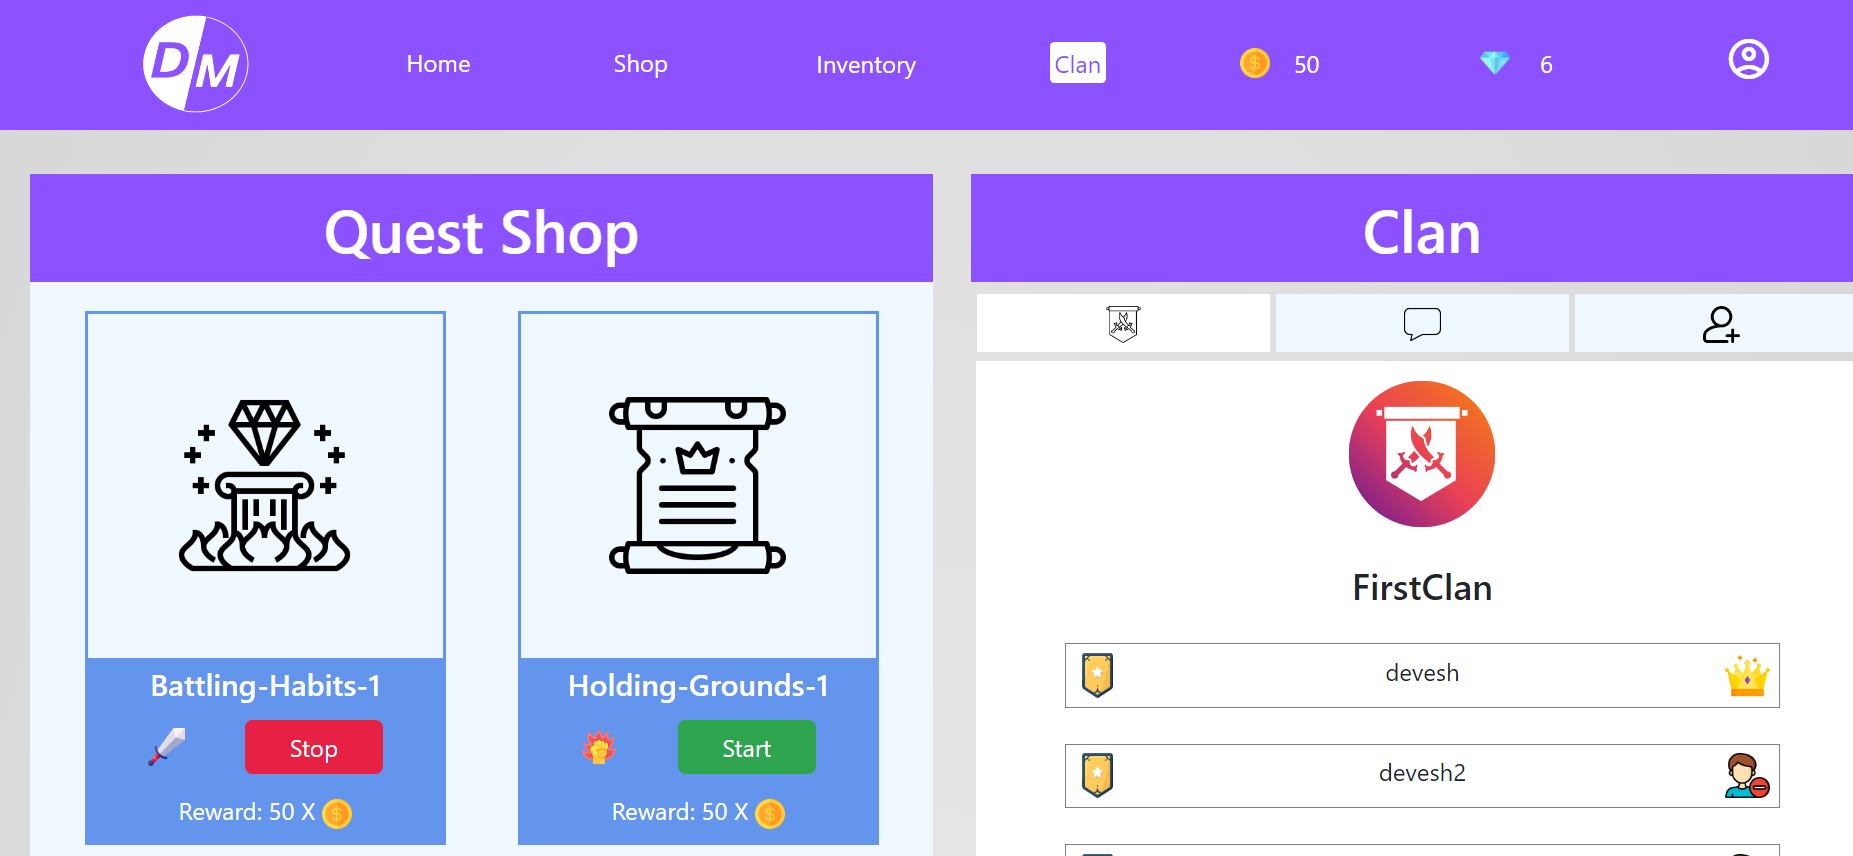 DM
Home
Shop
Inventory
Clan
50
6
Quest Shop
Battling-Habits-1
Stop
Reward: 50 X
Holding-Grounds-1
Start
Reward: 50 X
Clan
FirstClan
devesh
devesh2